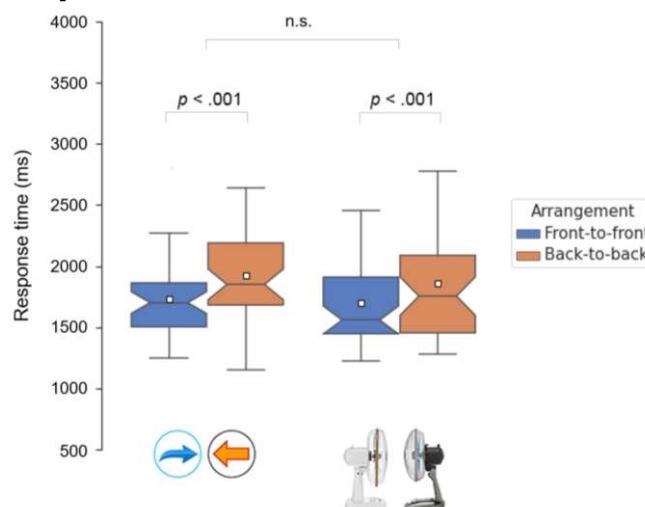 4000
n.s.
3500
p < .001
p < .001
3000
2500
2000
1500
1000
500
Response time (ms)
Arrangement
Front-to-front
Back-to-back